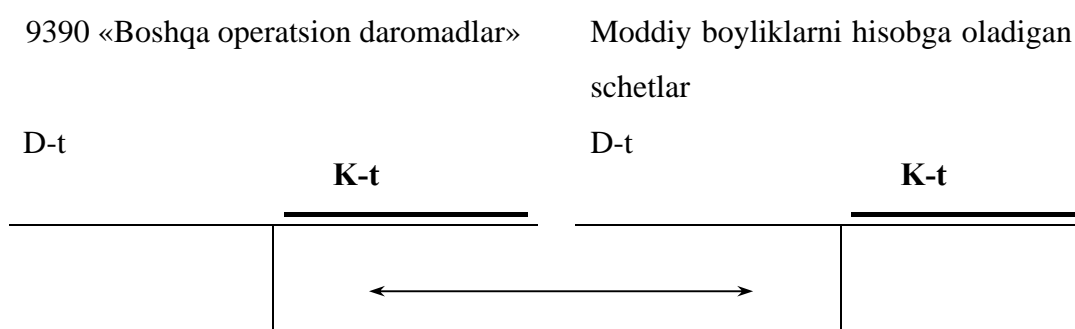 9390 «Boshqa operatsion daromadlar»
D-t
K-t
Moddiy boyliklarni hisobga oladigan
schetlar
D-t
K-t